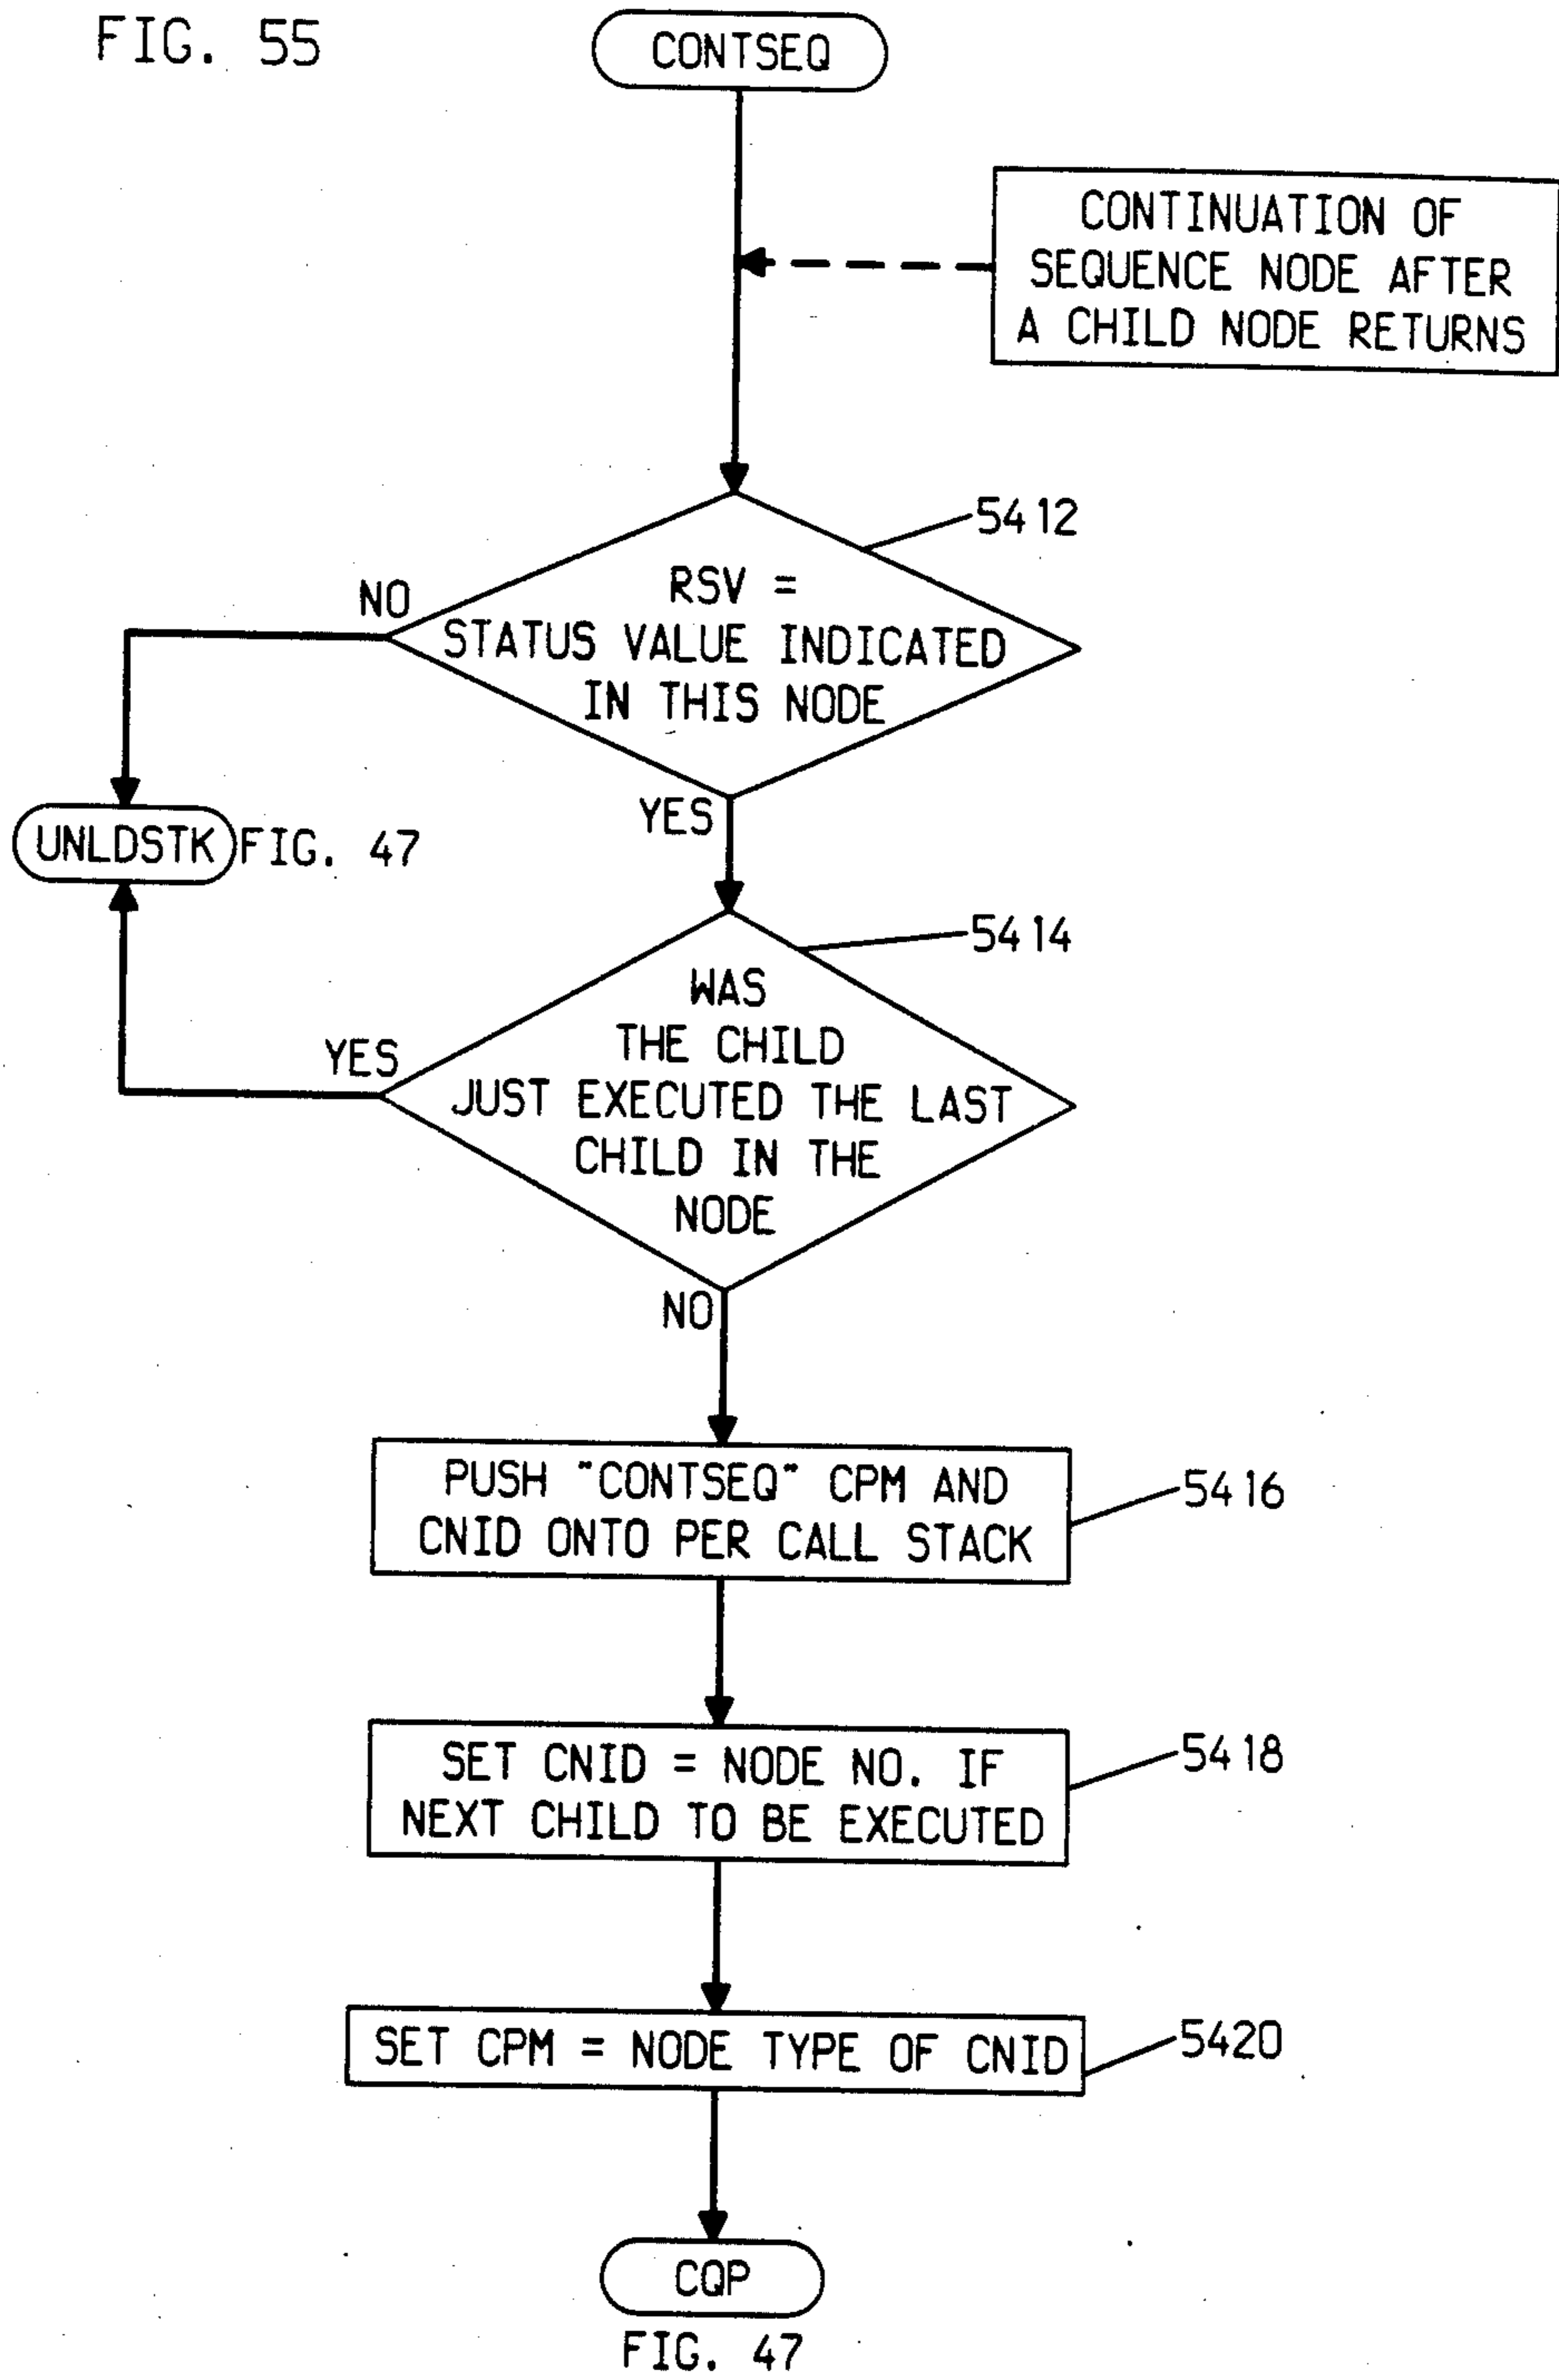 FIG. 55
CONTSEQ
CONTINUATION OF
SEQUENCE NODE AFTER
A CHILD NODE RETURNS
5412
NO
RSV =
STATUS VALUE INDICATED
IN THIS NODE
YES
UNLDSTK
FIG. 47
5414
WAS
THE CHILD
JUST EXECUTED THE LAST
CHILD IN THE
NODE
YES
NO
PUSH "CONTSEQ" CPM AND
CNID ONTO PER CALL STACK
5416
SET CNID = NODE NO. IF
NEXT CHILD TO BE EXECUTED
5418
SET CPM = NODE TYPE OF CNID
5420
CQP
FIG. 47